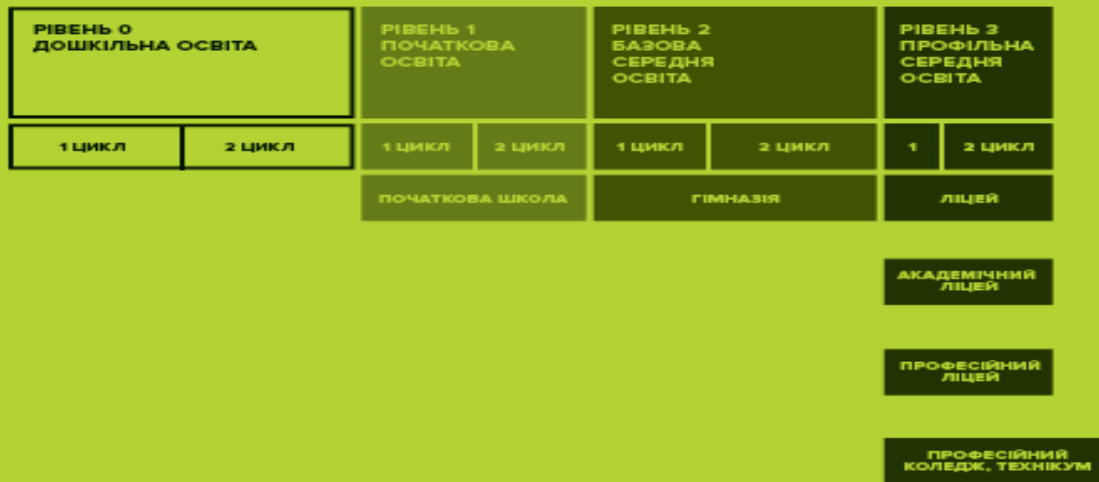 РІВЕНЬ 0
ДОШКІЛЬНА ОСВІТА
РІВЕНЬ 1
ПОЧАТКОВА
ОСВІТА
РІВЕНЬ 2
БАЗОВА
СЕРЕДНЯ
ОСВІТА
РІВЕНЬ 3
ПРОФІЛЬНА
СЕРЕДНЯ
ОСВІТА
1 ЦИКЛ
2 ЦИКЛ
1 ЦИКЛ
2 ЦИКЛ
1 ЦИКЛ
2 ЦИКЛ
1
2 ЦИКЛ
ПОЧАТКОВА ШКОЛА
ГІМНАЗІЯ
ЛІЦЕЙ
АКАДЕМІЧНИЙ
ЛІЦЕЙ
ПРОФЕСІЙНИЙ
ЛІЦЕЙ
ПРОФЕСІЙНИЙ
КОЛЕДЖ, ТЕХНІКУМ